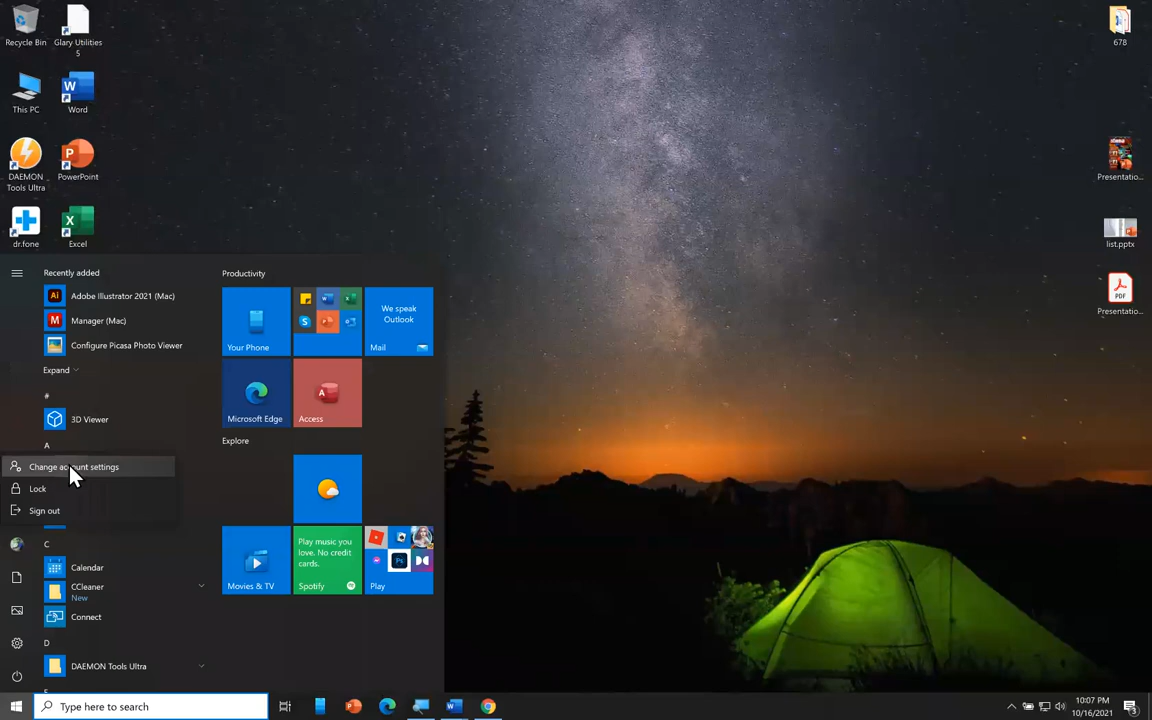 Recycle Bin
Glary Utilities
5
678
This PC
Word
DAEMON
Tools Ultra
PowerPoint
Presentatio...
dr.fone
Excel
list.pptx
PDF
Presentatio...
Recently added
Adobe Illustrator 2021 (Mac)
Manager (Mac)
Configure Picasa Photo Viewer
Expand
#
3D Viewer
A
Change account settings
Lock
Sign out
C
Calendar
CCleaner
New
Connect
D
DAEMON Tools Ultra
Productivity
Your Phone
We speak
Outlook
Mail
Microsoft Edge
Access
Explore
Movies & TV
Play music you
love. No credit
cards.
Spotify
Play
Type here to search
10:07 PM
10/16/2021
3